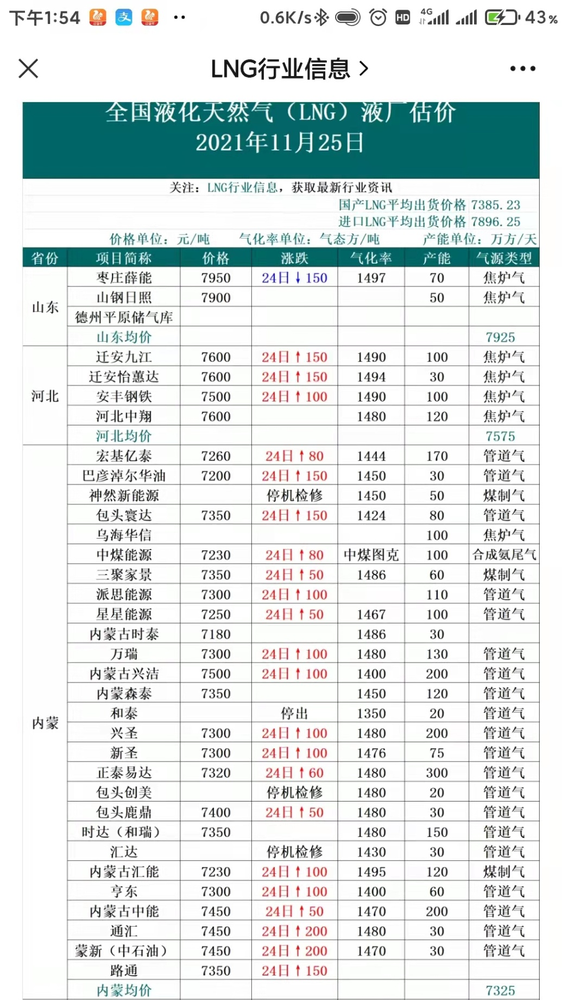 下午1:54 0.6K/s HD 4G 43%
LNG行业信息 >
全国液化天然气（LNG）液厂估价
2021年11月25日
关注：LNG行业信息，获取最新行业资讯
国产LNG平均出货价格 7385.23
进口LNG平均出货价格 7896.25
价格单位：元/吨 气化率单位：气态方/吨 产能单位：万方/天
省份 项目简称 价格 涨跌 气化率 产能 气源类型
山东
枣庄薛能 7950 24日↓150 1497 70 焦炉气
山钢日照 7900 50 焦炉气
德州平原储气库
山东均价 7925
河北
迁安九江 7600 24日↑150 1490 100 焦炉气
迁安怡蕙达 7600 24日↑150 1494 30 焦炉气
安丰钢铁 7500 24日↑100 1490 100 焦炉气
河北中翔 7600 1480 120 焦炉气
河北均价 7575
内蒙
宏基亿泰 7260 24日↑80 1444 170 管道气
巴彦淖尔华油 7200 24日↑150 1450 30 管道气
神然新能源 停机检修 1450 50 煤制气
包头寰达 7350 24日↑150 1424 80 管道气
乌海华信 100 焦炉气
中煤能源 7230 24日↑80 中煤图克 100 合成氨尾气
三聚家景 7350 24日↑50 1486 60 煤制气
派思能源 7300 24日↑100 110 管道气
星星能源 7250 24日↑50 1467 100 管道气
内蒙古时泰 7180 1486 30
万瑞 7300 24日↑100 1480 130 管道气
内蒙古兴洁 7500 24日↑100 1400 200 管道气
内蒙森泰 7350 1450 120 管道气
和泰 停出 1350 20 管道气
兴圣 7300 24日↑100 1480 200 管道气
新圣 7300 24日↑100 1476 75 管道气
正泰易达 7320 24日↑60 1480 300 管道气
包头创美 停机检修 1480 20 管道气
包头鹿鼎 7400 24日↑50 1480 30 管道气
时达（和瑞） 7350 1480 150 管道气
汇达 停机检修 1430 30 管道气
内蒙古汇能 7230 24日↑100 1495 120 煤制气
亨东 7300 24日↑100 1400 60 管道气
内蒙古中能 7450 24日↑50 1470 200 管道气
通汇 7450 24日↑200 1480 30 管道气
蒙新（中石油） 7450 24日↑200 1470 30 管道气
路通 7350 24日↑150
内蒙均价 7325